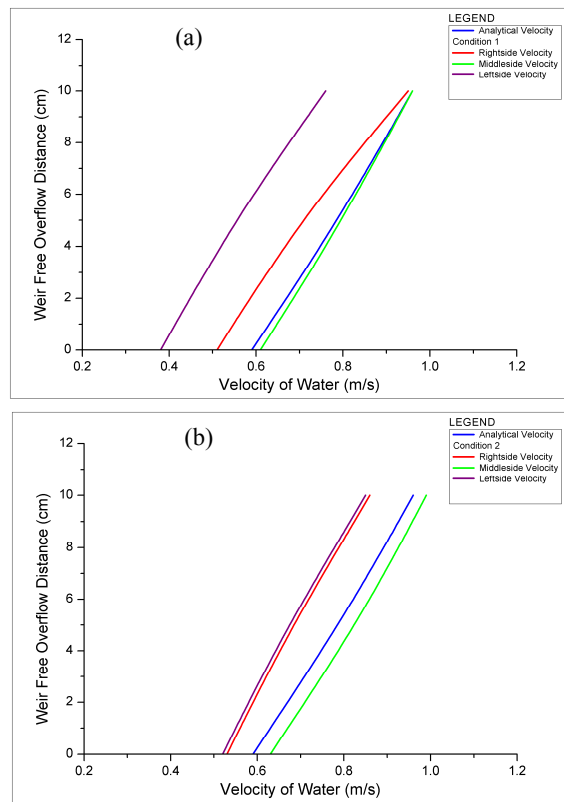 (a)
LEGEND
Analytical Velocity
Condition 1
Rightside Velocity
Middleside Velocity
Leftside Velocity
12
10
8
6
4
2
0
Weir Free Overflow Distance (cm)
0.2 0.4 0.6 0.8 1.0 1.2
Velocity of Water (m/s)
(b)
LEGEND
Analytical Velocity
Condition 2
Rightside Velocity
Middleside Velocity
Leftside Velocity
12
10
8
6
4
2
0
Weir Free Overflow Distance (cm)
0.2 0.4 0.6 0.8 1.0 1.2
Velocity of Water (m/s)